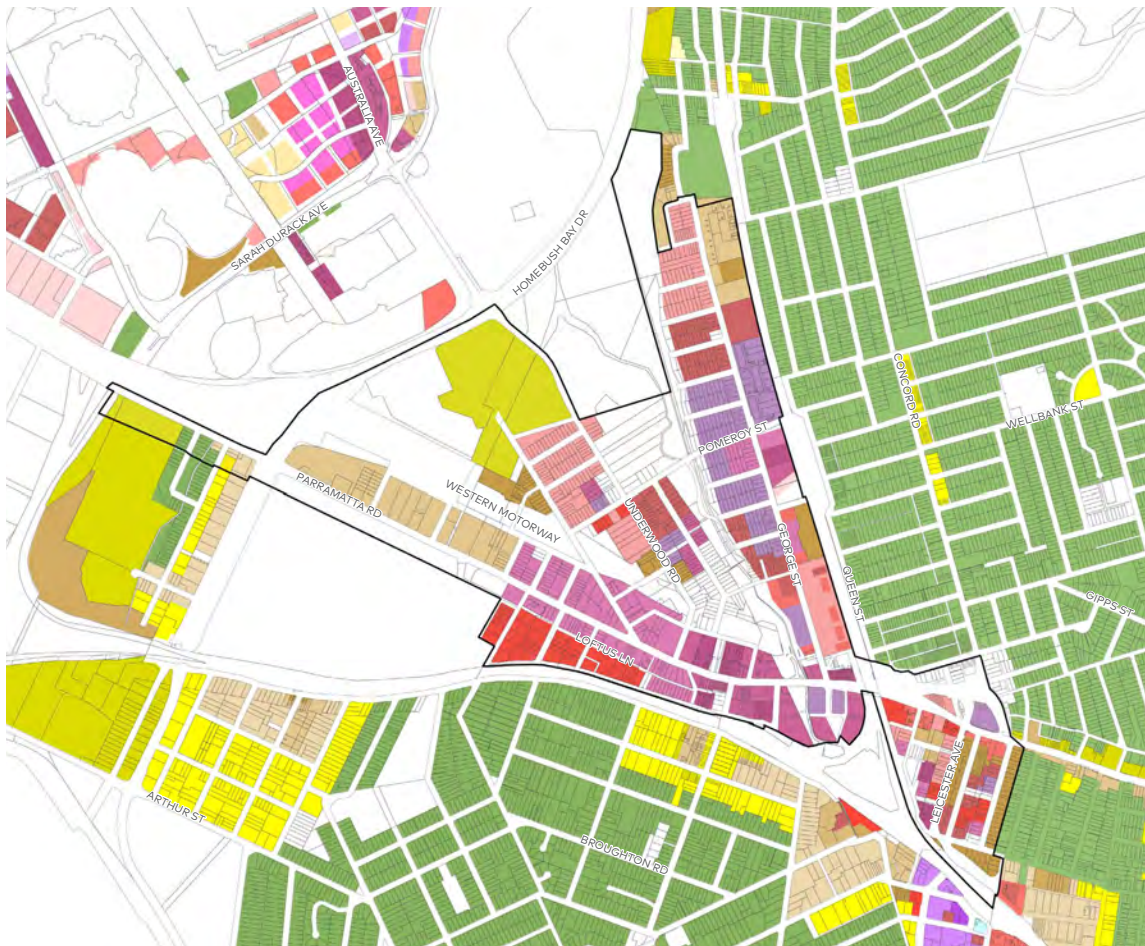 AUSTRALIA AVE
SARAH DURACK AVE
HOMEBUSH BAY DR
CONCORD RD
WELLBANK ST
POMEROY ST
PARRAMATTA RD
WESTERN MOTORWAY
UNDERWOOD RD
GEORGE ST
QUEEN ST
GIPPS ST
LOFTUS LN
LEICESTER AVE
ARTHUR ST
BROUGHTON RD